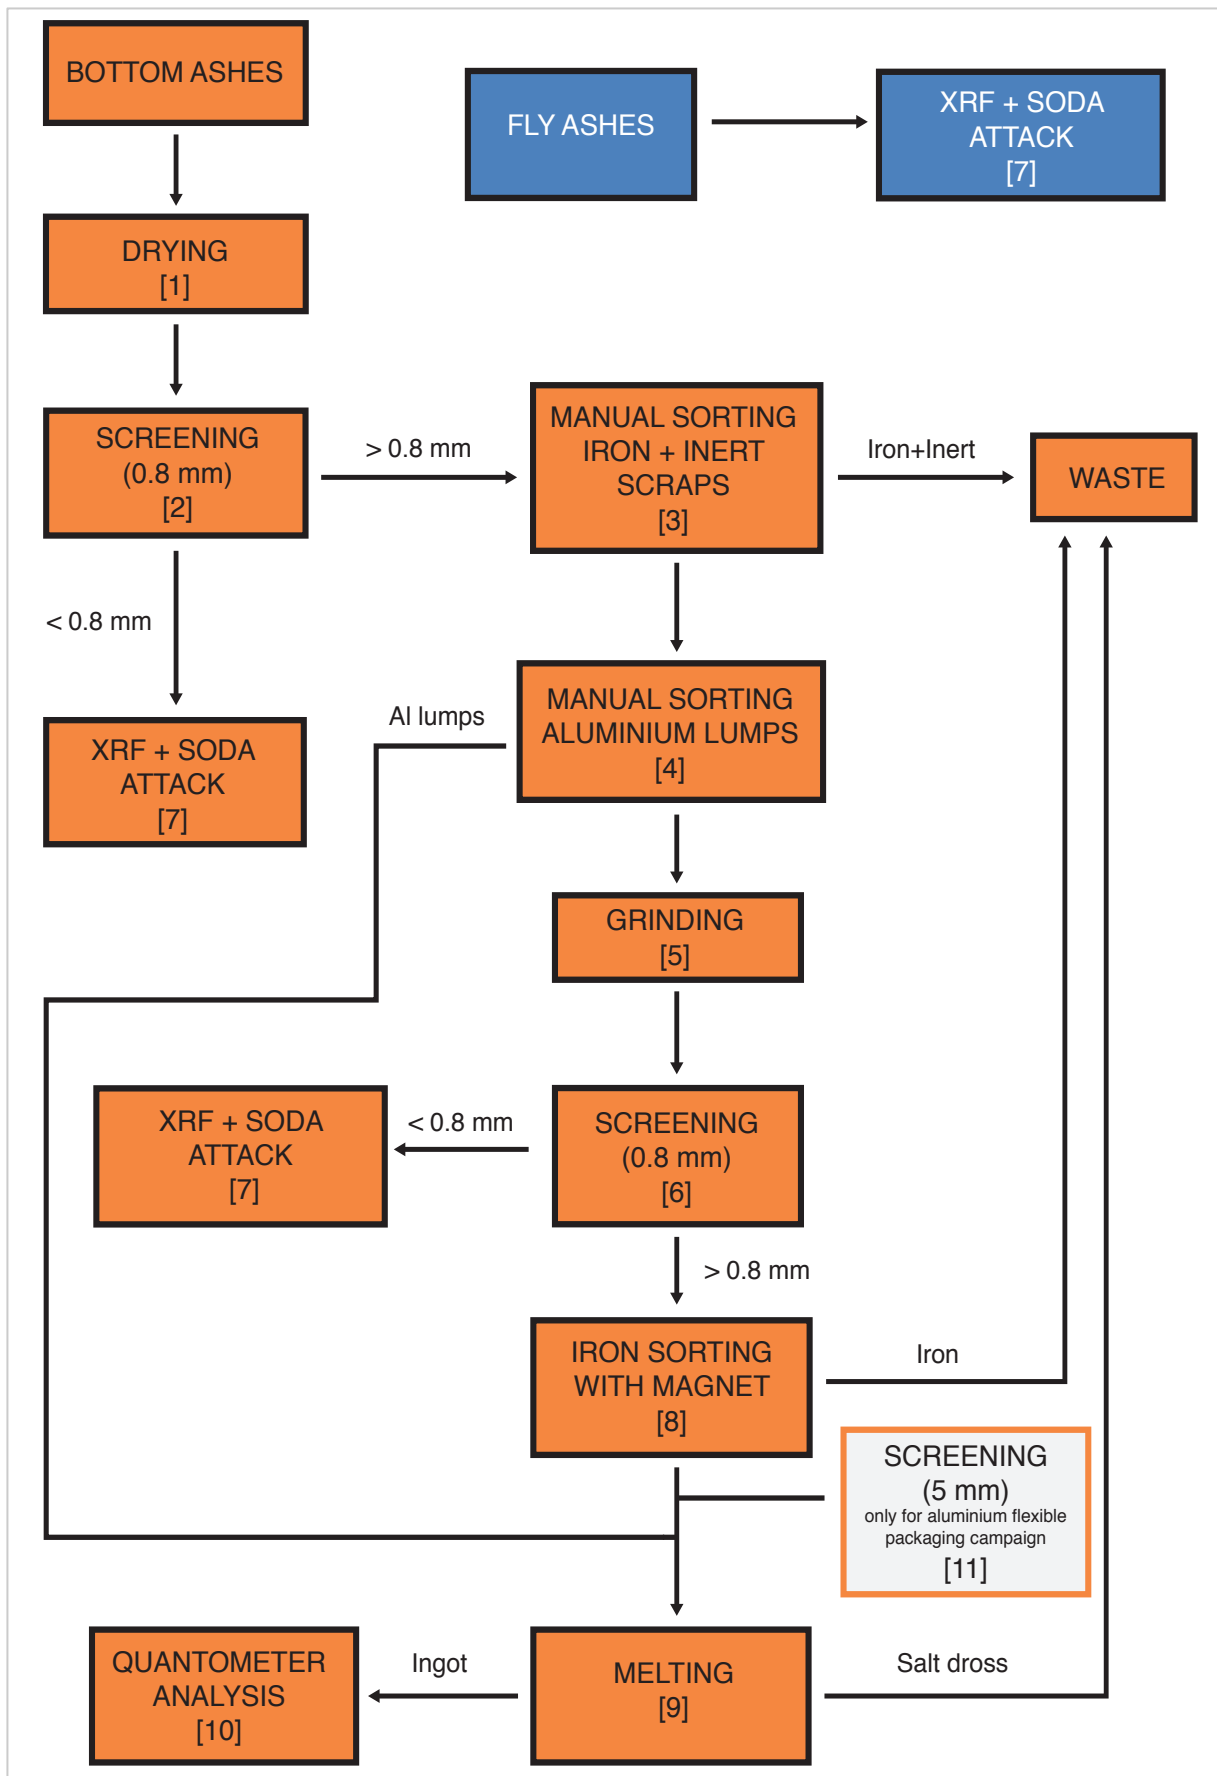 BOTTOM ASHES
FLY ASHES
XRF + SODA
ATTACK
[7]
DRYING
[1]
SCREENING
(0.8 mm)
[2]
> 0.8 mm
MANUAL SORTING
IRON + INERT
SCRAPS
[3]
Iron+Inert
WASTE
< 0.8 mm
XRF + SODA
ATTACK
[7]
Al lumps
MANUAL SORTING
ALUMINIUM LUMPS
[4]
GRINDING
[5]
XRF + SODA
ATTACK
[7]
< 0.8 mm
SCREENING
(0.8 mm)
[6]
> 0.8 mm
IRON SORTING
WITH MAGNET
[8]
Iron
SCREENING
(5 mm)
only for aluminium flexible
packaging campaign
[11]
QUANTOMETER
ANALYSIS
[10]
Ingot
MELTING
[9]
Salt dross